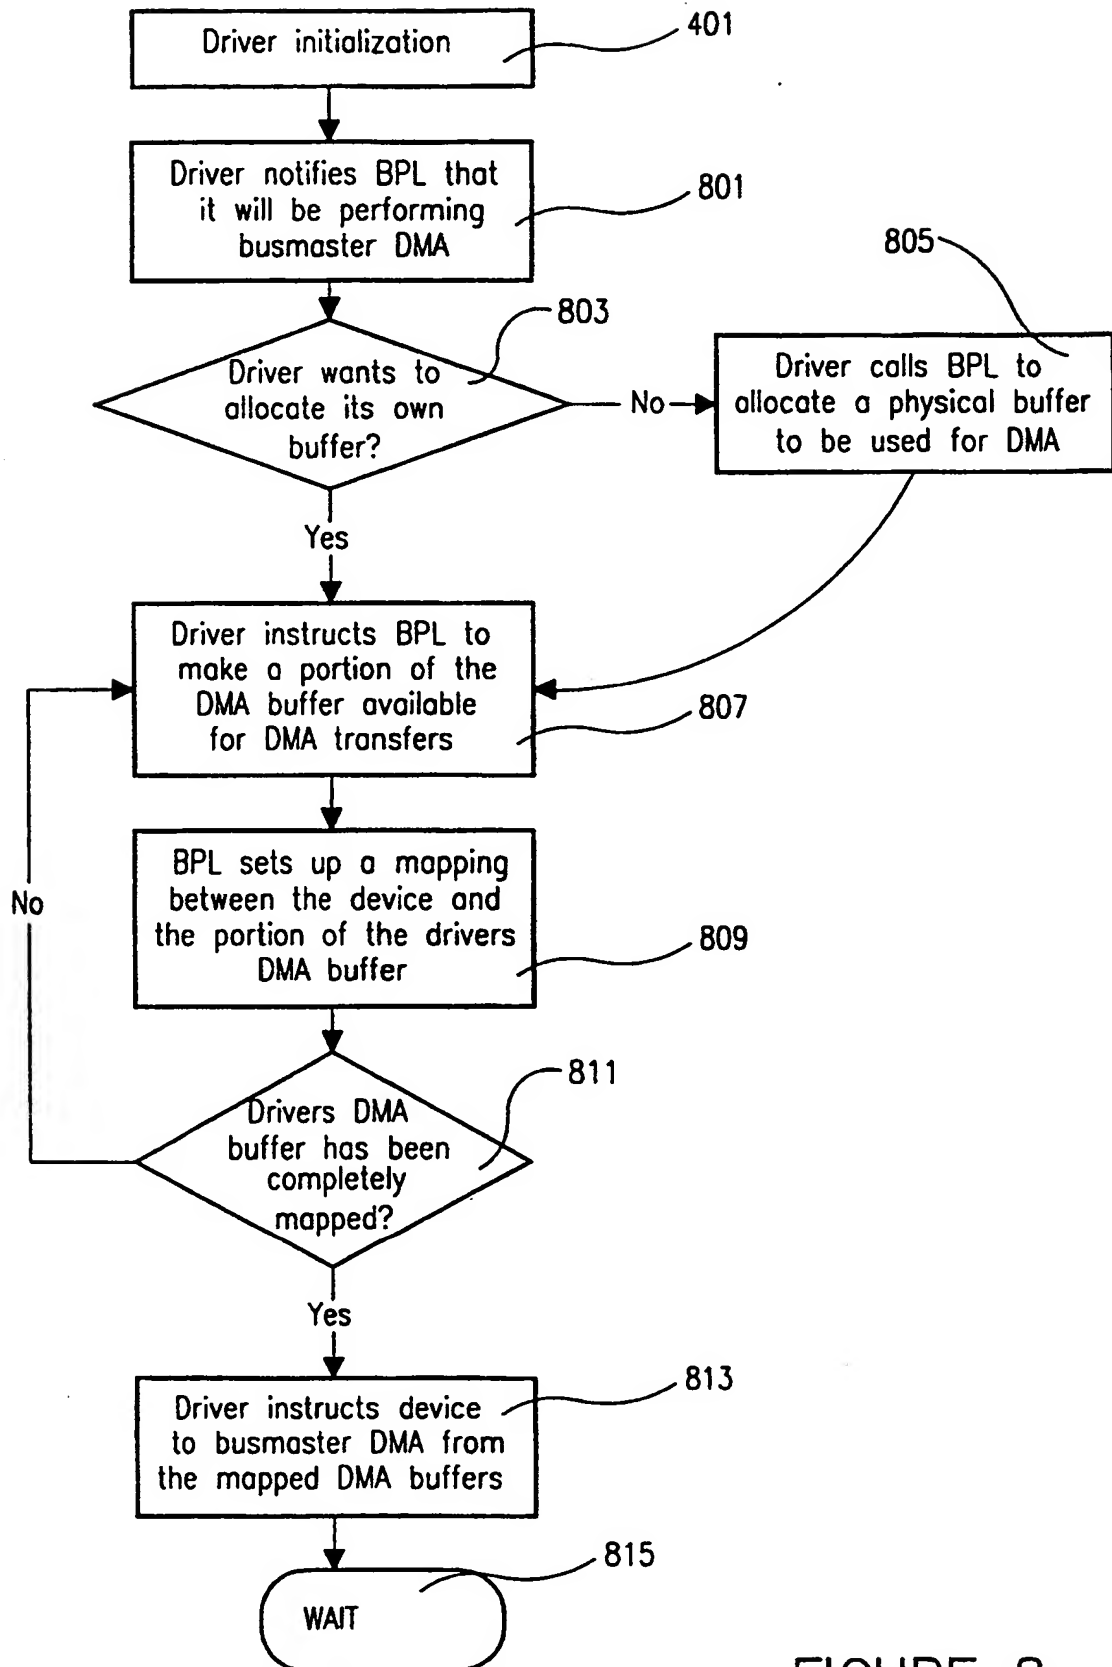 Driver initialization
401
Driver notifies BPL that
it will be performing
busmaster DMA
801
803
805
Driver wants to
allocate its own
buffer?
No
Driver calls BPL to
allocate a physical buffer
to be used for DMA
Yes
Driver instructs BPL to
make a portion of the
DMA buffer available
for DMA transfers
807
BPL sets up a mapping
between the device and
the portion of the drivers
DMA buffer
809
No
811
Drivers DMA
buffer has been
completely
mapped?
Yes
813
Driver instructs device
to busmaster DMA from
the mapped DMA buffers
815
WAIT
FIGURE